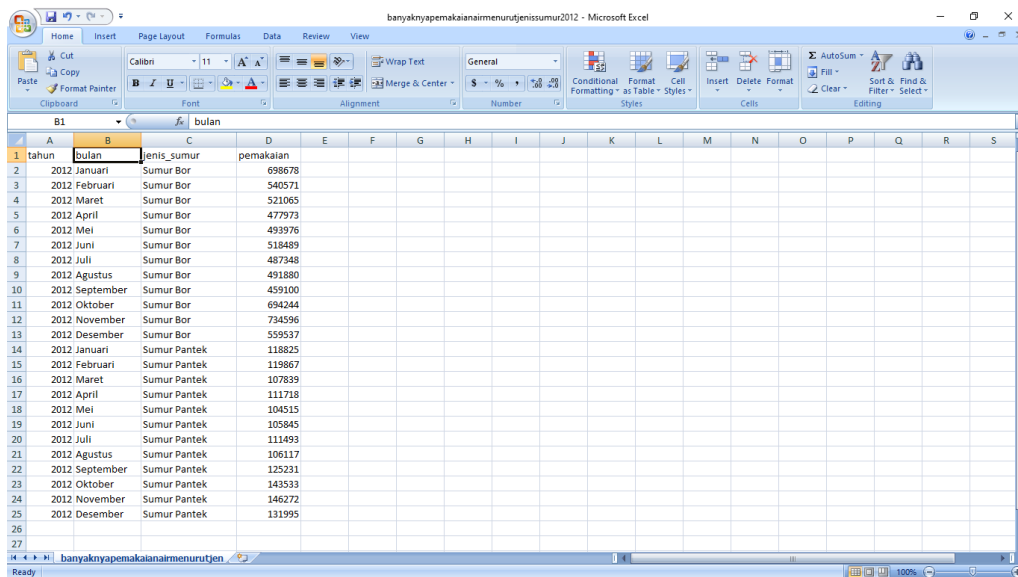 banyaknyapemakaianairmenurutjenissumur2012 - Microsoft Excel
Home Insert Page Layout Formulas Data Review View
Cut
Copy
Format Painter
Paste
Calibri 11
Wrap Text
Merge & Center
General
Conditional Formatting
Format as Table
Cell Styles
Insert Delete Format
AutoSum
Fill
Clear
Sort & Filter
Find & Select
Clipboard Font Alignment Number Styles Cells Editing
B1 fx bulan
A B C D E F G H I J K L M N O P Q R S
1 tahun bulan jenis_sumur pemakaian
2 2012 Januari Sumur Bor 698678
3 2012 Februari Sumur Bor 540571
4 2012 Maret Sumur Bor 521065
5 2012 April Sumur Bor 477973
6 2012 Mei Sumur Bor 493976
7 2012 Juni Sumur Bor 518489
8 2012 Juli Sumur Bor 487348
9 2012 Agustus Sumur Bor 491880
10 2012 September Sumur Bor 459100
11 2012 Oktober Sumur Bor 694244
12 2012 November Sumur Bor 734596
13 2012 Desember Sumur Bor 559537
14 2012 Januari Sumur Pantek 118825
15 2012 Februari Sumur Pantek 119867
16 2012 Maret Sumur Pantek 107839
17 2012 April Sumur Pantek 111718
18 2012 Mei Sumur Pantek 104515
19 2012 Juni Sumur Pantek 105845
20 2012 Juli Sumur Pantek 111493
21 2012 Agustus Sumur Pantek 106117
22 2012 September Sumur Pantek 125231
23 2012 Oktober Sumur Pantek 143533
24 2012 November Sumur Pantek 146272
25 2012 Desember Sumur Pantek 131995
26
27
banyaknyapemakaianairmenurutjen
Ready 100%